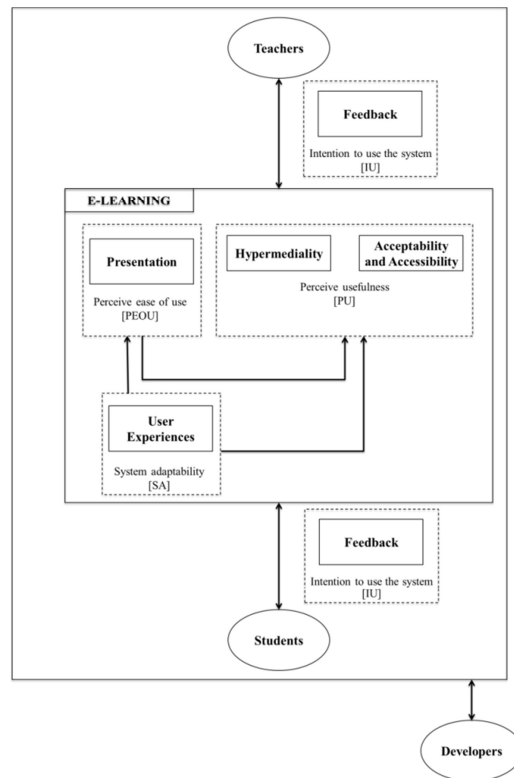 Teachers
Feedback
Intention to use the system
[IU]
E-LEARNING
Presentation
Perceive ease of use
[PEOU]
Hypermediality
Acceptability
and Accessibility
Perceive usefulness
[PU]
User
Experiences
System adaptability
[SA]
Feedback
Intention to use the system
[IU]
Students
Developers